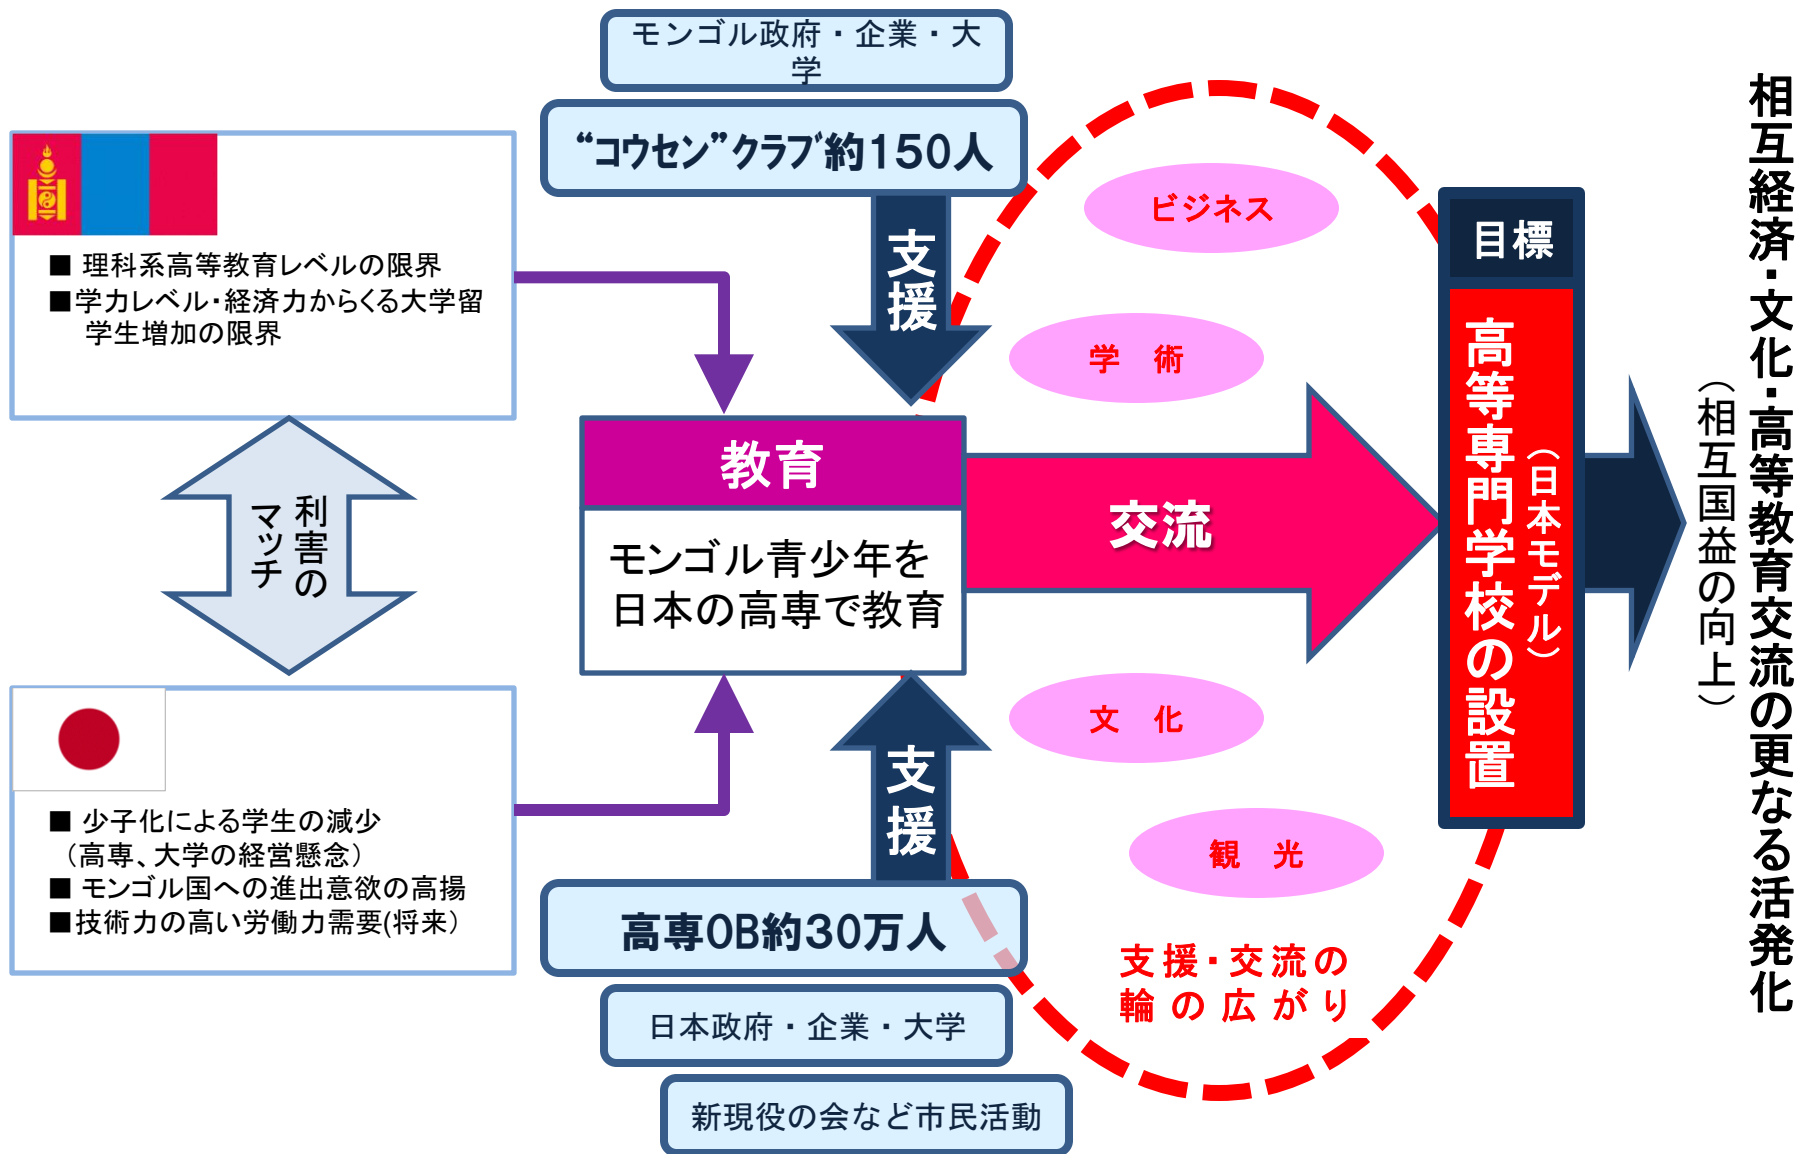 モンゴル政府・企業・大
学
“コウセン”クラブ約150人
■ 理科系高等教育レベルの限界
■学力レベル・経済力からくる大学留
学生増加の限界
利害の
マッチ
■ 少子化による学生の減少
（高専、大学の経営懸念）
■ モンゴル国への進出意欲の高揚
■技術力の高い労働力需要(将来）
支援
教育
モンゴル青少年を
日本の高専で教育
支援
高専OB約30万人
日本政府・企業・大学
新現役の会など市民活動
ビジネス
学　術
交流
文　化
観　光
支援・交流の
輪の広がり
目標
高等専門学校の設置
（日本モデル）
相互経済・文化・高等教育交流の更なる活発化
（相互国益の向上）